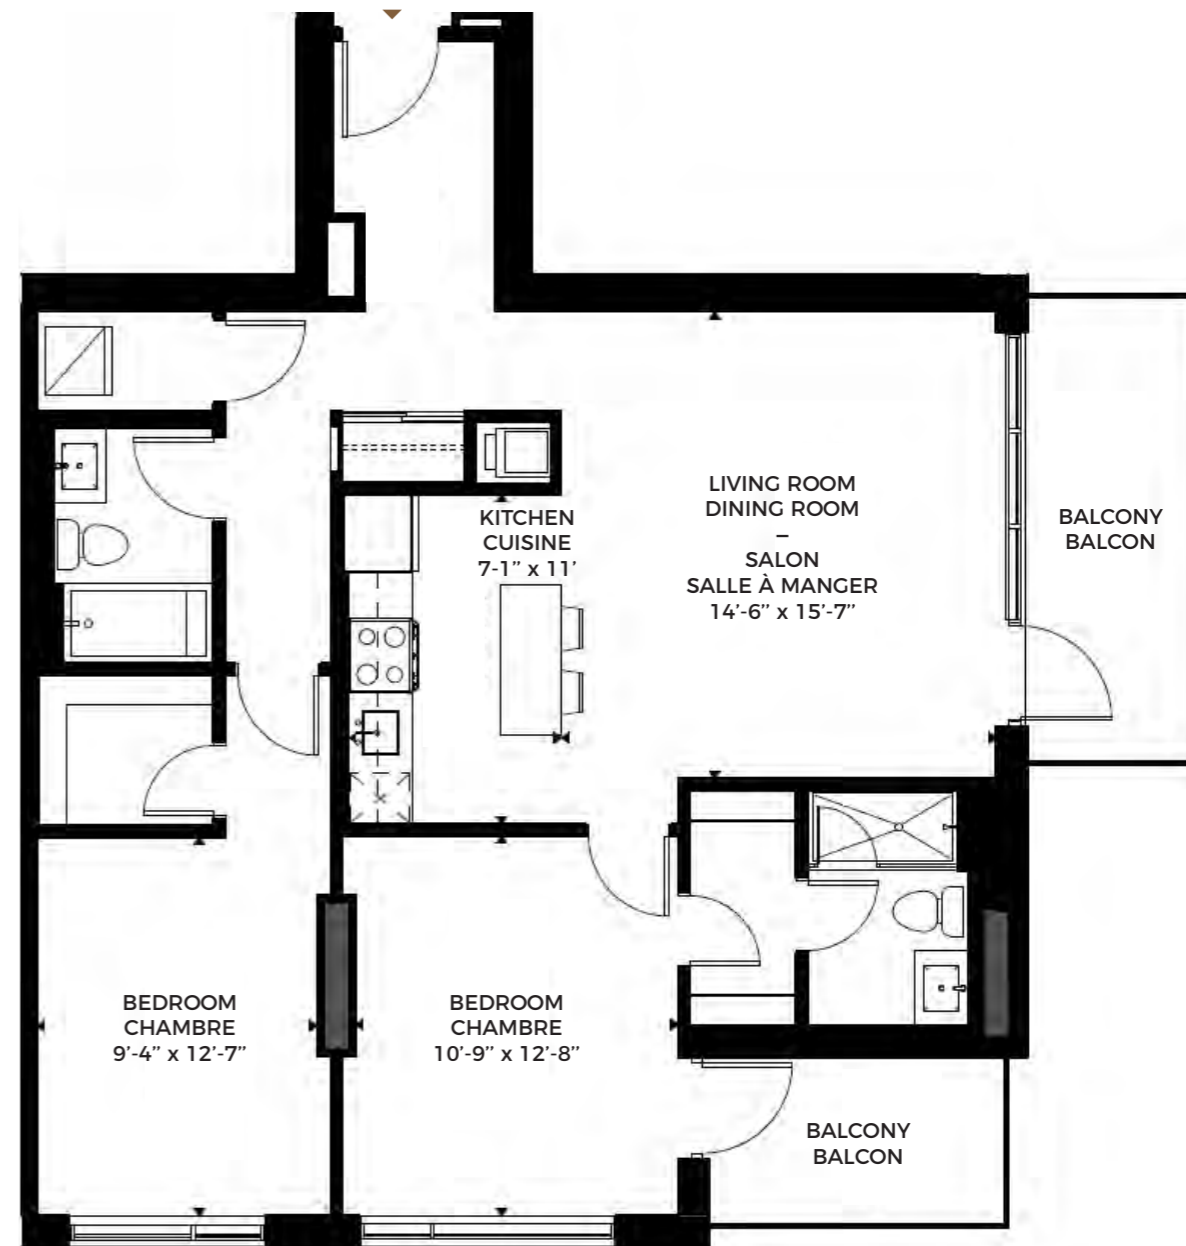 KITCHEN
CUISINE
7-1” x 11’
LIVING ROOM
DINING ROOM
–
SALON
SALLE À MANGER
14’-6” x 15’-7”
BALCONY
BALCON
BEDROOM
CHAMBRE
9’-4” x 12’-7”
BEDROOM
CHAMBRE
10’-9” x 12’-8”
BALCONY
BALCON